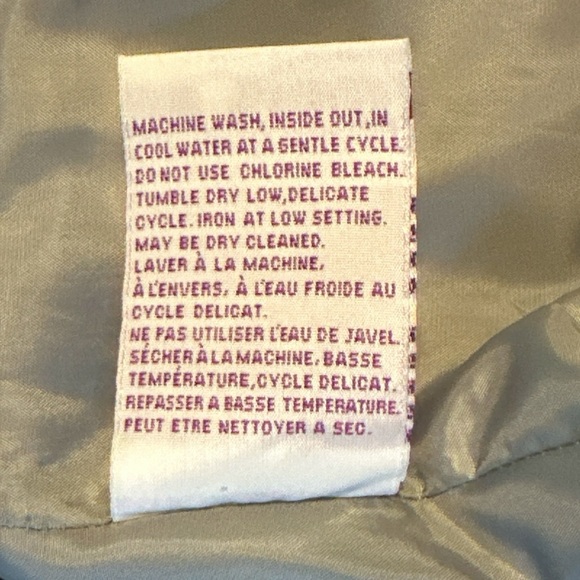 MACHINE WASH, INSIDE OUT, IN
COOL WATER AT A GENTLE CYCLE.
DO NOT USE CHLORINE BLEACH.
TUMBLE DRY LOW, DELICATE
CYCLE. IRON AT LOW SETTING.
MAY BE DRY CLEANED.
LAVER À LA MACHINE,
À L'ENVERS, À L'EAU FROIDE AU
CYCLE DELICAT.
NE PAS UTILISER L'EAU DE JAVEL.
SÉCHER À LA MACHINE, BASSE
TEMPÉRATURE, CYCLE DELICAT.
REPASSER A BASSE TEMPERATURE.
PEUT ETRE NETTOYER A SEC.